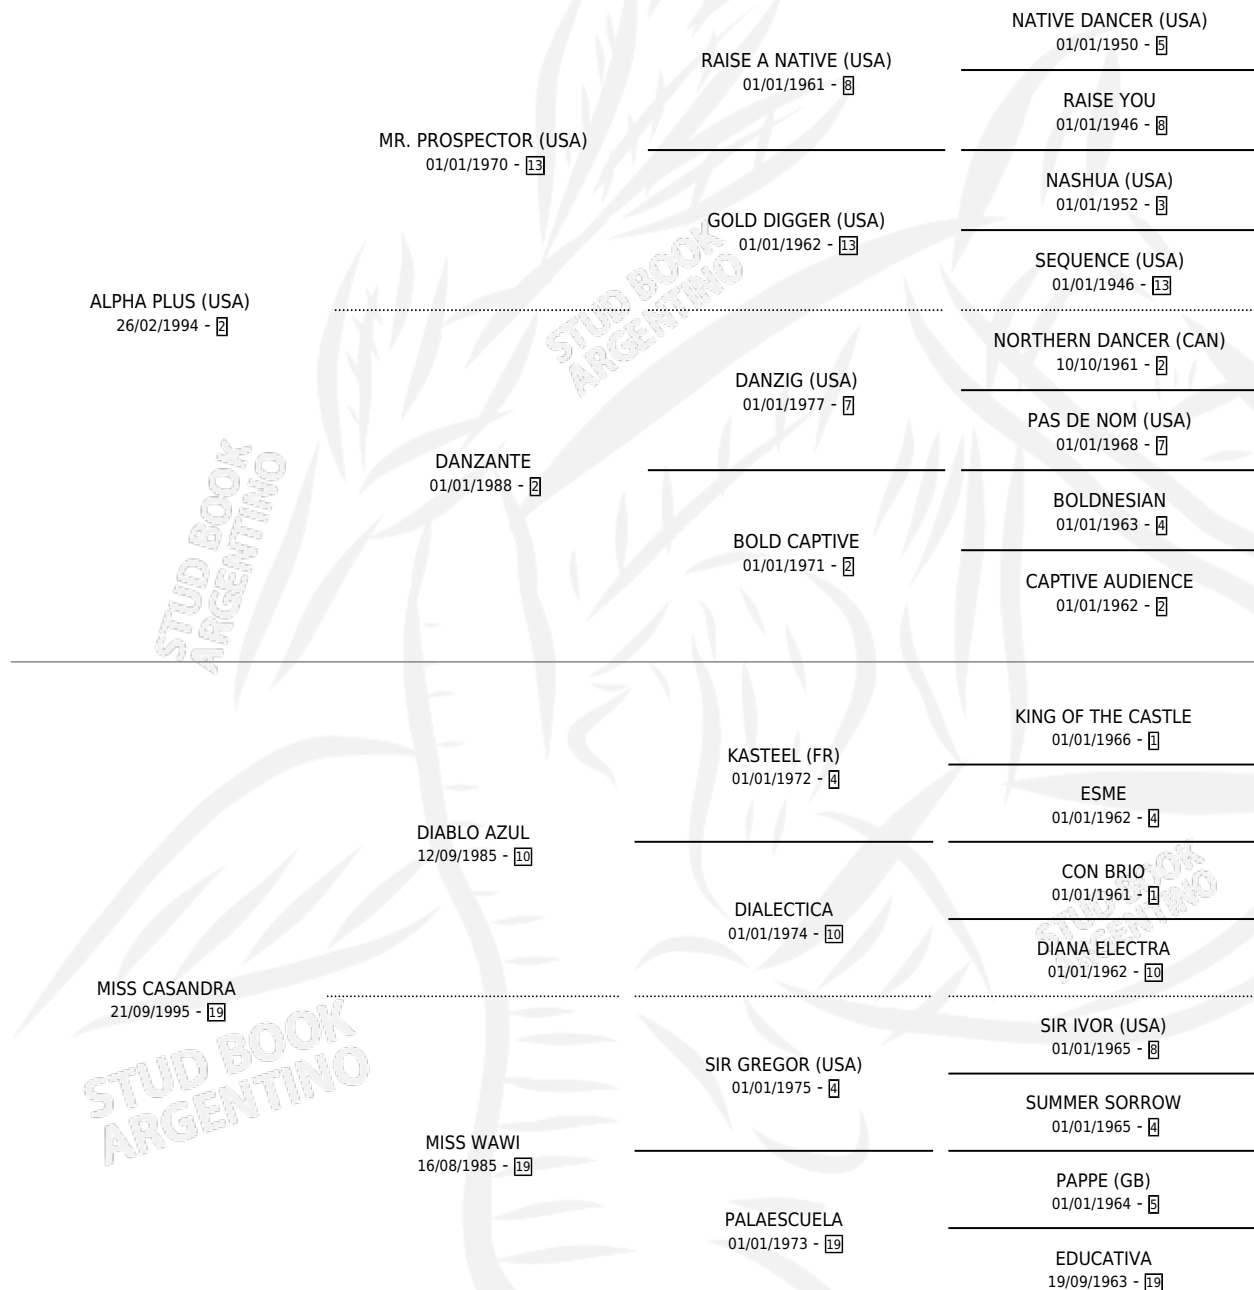 NATIVE DANCER (USA)
01/01/1950 - 5
RAISE A NATIVE (USA)
01/01/1961 - 8
RAISE YOU
01/01/1946 - 8
MR. PROSPECTOR (USA)
01/01/1970 - 13
NASHUA (USA)
01/01/1952 - 3
GOLD DIGGER (USA)
01/01/1962 - 13
SEQUENCE (USA)
01/01/1946 - 13
ALPHA PLUS (USA)
26/02/1994 - 2
STUD BOOK
ARGENTINO
NORTHERN DANCER (CAN)
10/10/1961 - 2
DANZIG (USA)
01/01/1977 - 7
PAS DE NOM (USA)
01/01/1968 - 7
DANZANTE
01/01/1988 - 2
BOLDNESIAN
01/01/1963 - 4
BOLD CAPTIVE
01/01/1971 - 2
CAPTIVE AUDIENCE
01/01/1962 - 2
STUD BOOK
ARGENTINO
KING OF THE CASTLE
01/01/1966 - 1
KASTEEL (FR)
01/01/1972 - 4
ESME
01/01/1962 - 4
DIABLO AZUL
12/09/1985 - 10
CON BRIO
01/01/1961 - 1
DIALECTICA
01/01/1974 - 10
STUD BOOK
ARGENTINO
DIANA ELECTRA
01/01/1962 - 10
MISS CASANDRA
21/09/1995 - 19
STUD BOOK
ARGENTINO
SIR IVOR (USA)
01/01/1965 - 8
SIR GREGOR (USA)
01/01/1975 - 4
SUMMER SORROW
01/01/1965 - 4
MISS WAWI
16/08/1985 - 19
PAPPE (GB)
01/01/1964 - 5
PALAESCUELA
01/01/1973 - 19
EDUCATIVA
19/09/1963 - 19